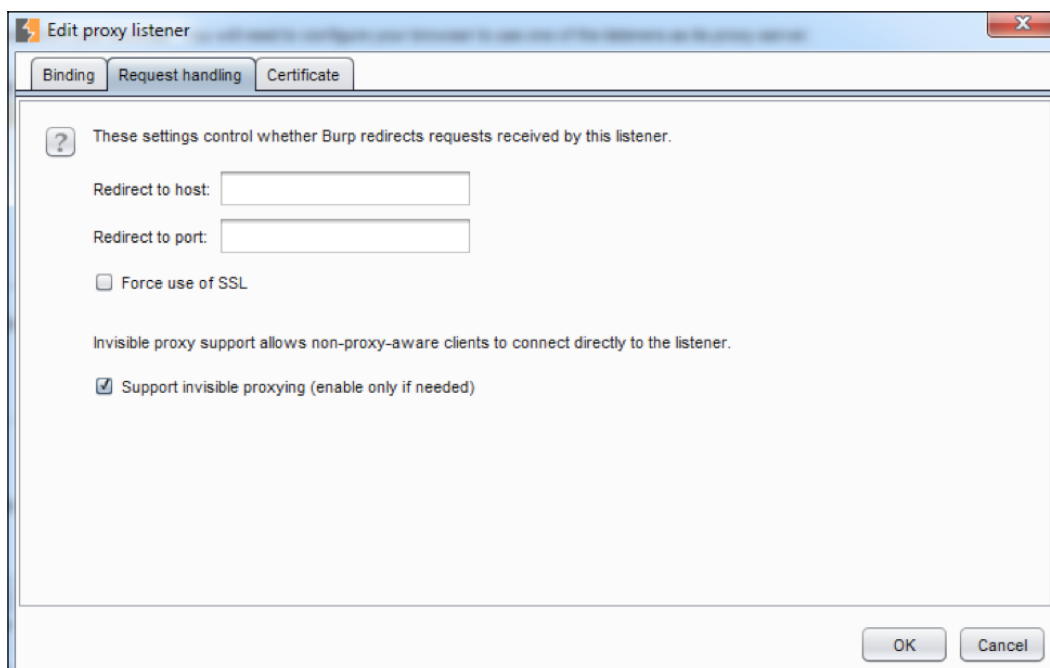 Edit proxy listener
Binding
Request handling
Certificate
?
These settings control whether Burp redirects requests received by this listener.
Redirect to host:
Redirect to port:
Force use of SSL
Invisible proxy support allows non-proxy-aware clients to connect directly to the listener.
Support invisible proxying (enable only if needed)
OK
Cancel